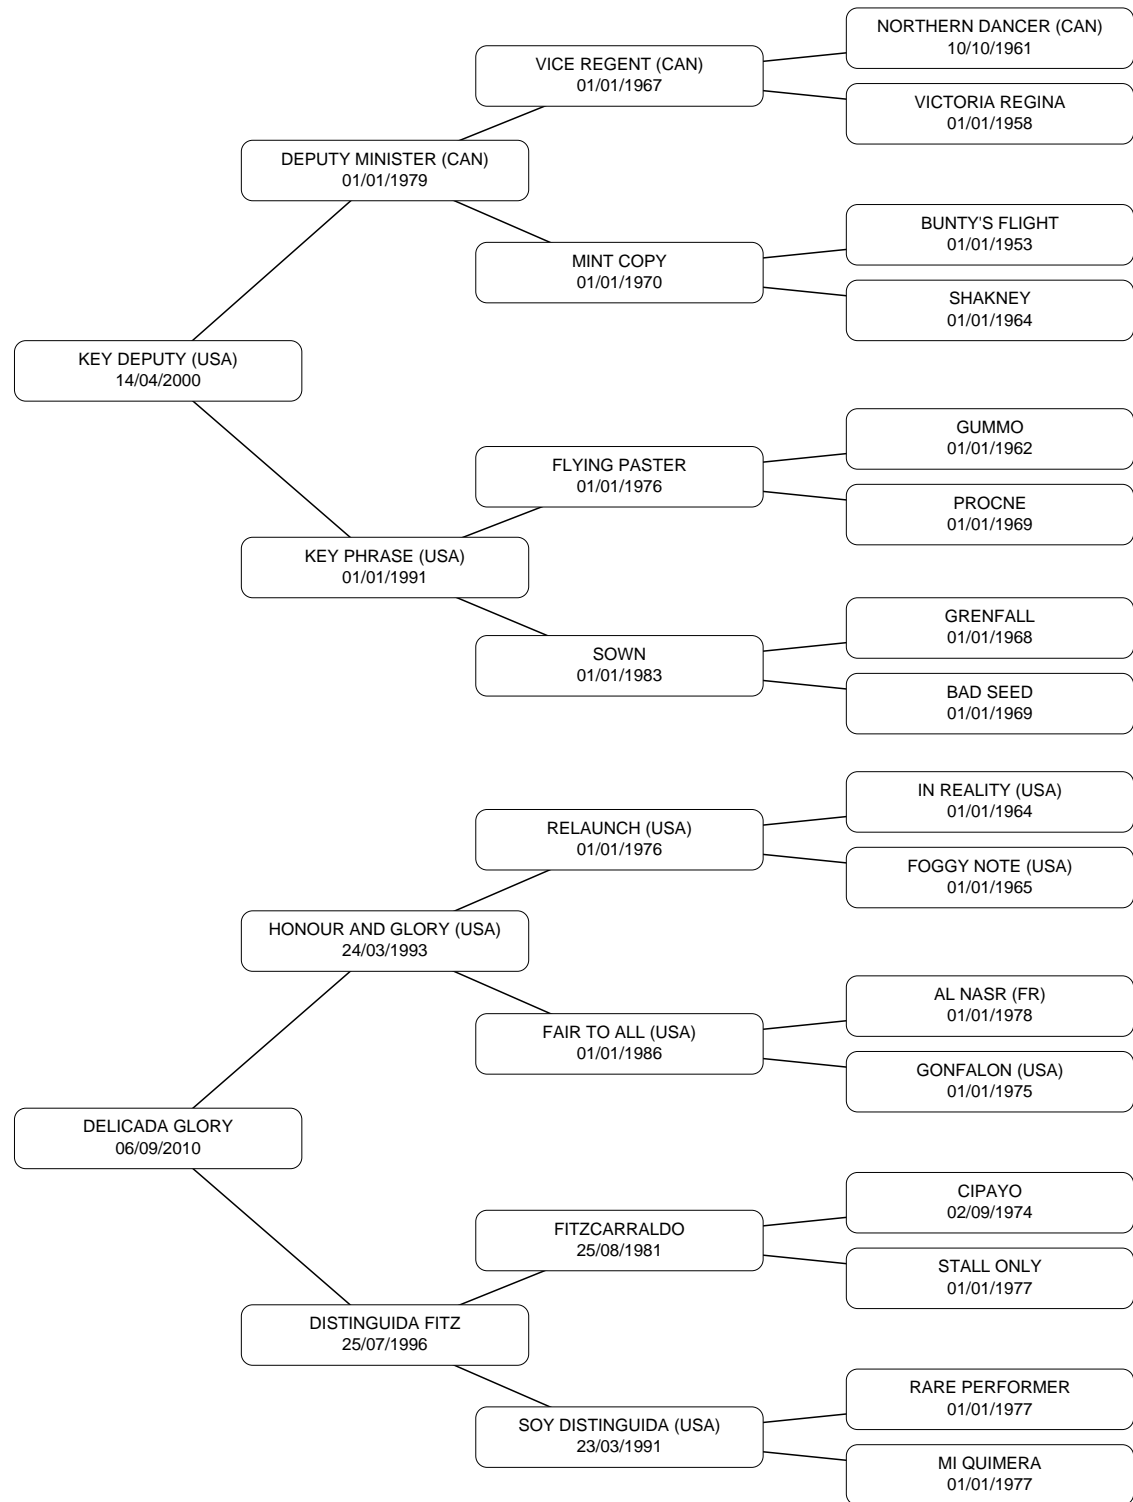 NORTHERN DANCER (CAN)
10/10/1961
VICE REGENT (CAN)
01/01/1967
VICTORIA REGINA
01/01/1958
DEPUTY MINISTER (CAN)
01/01/1979
BUNTY'S FLIGHT
01/01/1953
MINT COPY
01/01/1970
SHAKNEY
01/01/1964
KEY DEPUTY (USA)
14/04/2000
GUMMO
01/01/1962
FLYING PASTER
01/01/1976
PROCNE
01/01/1969
KEY PHRASE (USA)
01/01/1991
GRENFALL
01/01/1968
SOWN
01/01/1983
BAD SEED
01/01/1969
IN REALITY (USA)
01/01/1964
RELAUNCH (USA)
01/01/1976
FOGGY NOTE (USA)
01/01/1965
HONOUR AND GLORY (USA)
24/03/1993
AL NASR (FR)
01/01/1978
FAIR TO ALL (USA)
01/01/1986
GONFALON (USA)
01/01/1975
DELICADA GLORY
06/09/2010
CIPAYO
02/09/1974
FITZCARRALDO
25/08/1981
STALL ONLY
01/01/1977
DISTINGUIDA FITZ
25/07/1996
RARE PERFORMER
01/01/1977
SOY DISTINGUIDA (USA)
23/03/1991
MI QUIMERA
01/01/1977